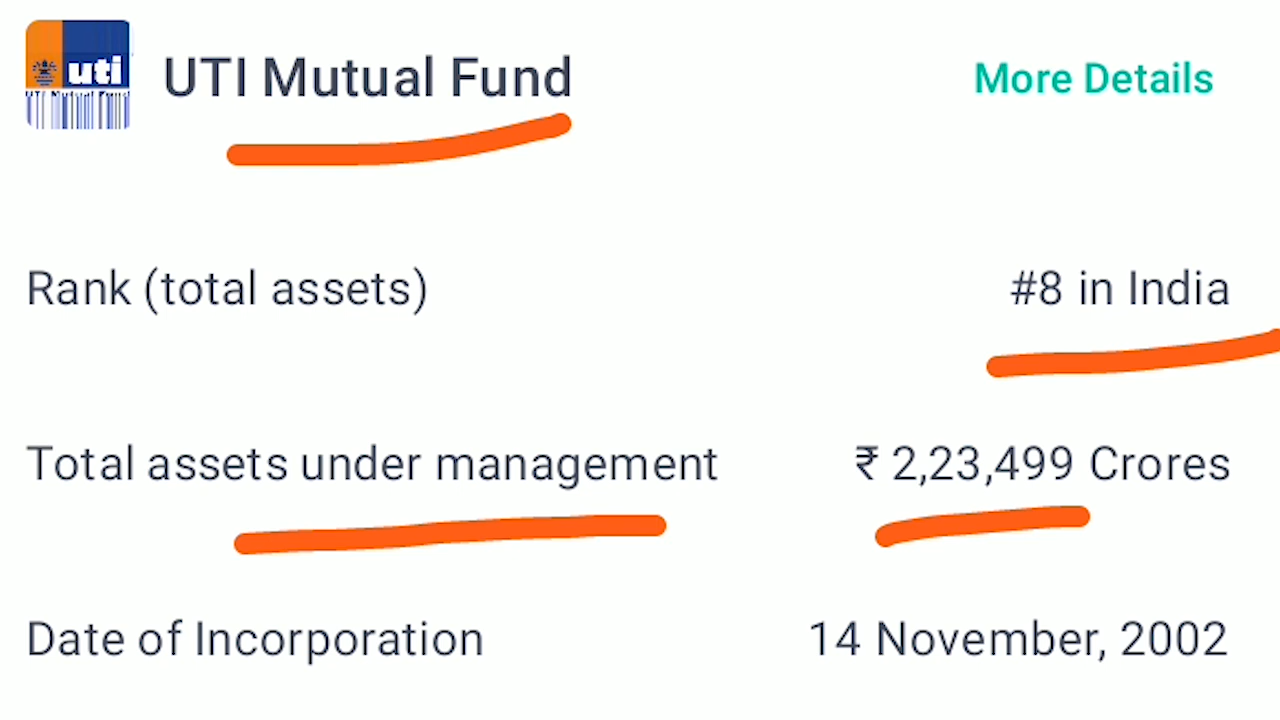 uti
UTI Mutual Fund
More Details
Rank (total assets)
#8 in India
Total assets under management
₹ 2,23,499 Crores
Date of Incorporation
14 November, 2002